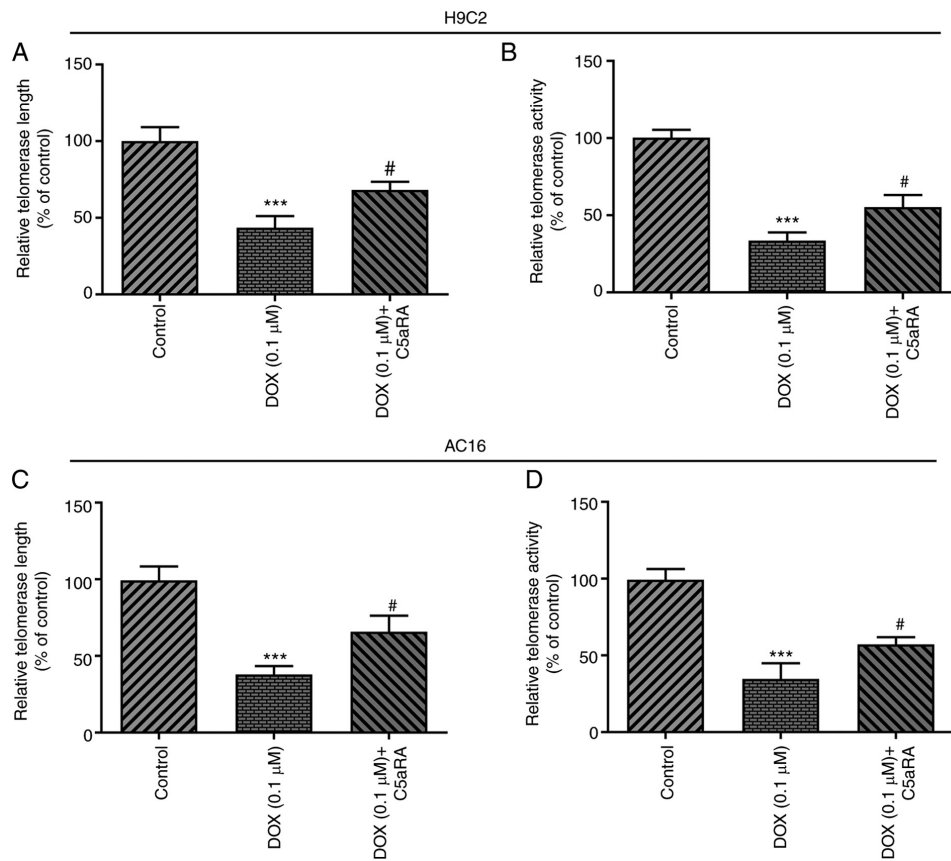 H9C2
A
Relative telomerase length
(% of control)
150
100
50
0
***
#
Control
DOX (0.1 μM)
DOX (0.1 μM)+
C5aRA
B
Relative telomerase activity
(% of control)
150
100
50
0
***
#
Control
DOX (0.1 μM)
DOX (0.1 μM)+
C5aRA
AC16
C
Relative telomerase length
(% of control)
150
100
50
0
***
#
Control
DOX (0.1 μM)
DOX (0.1 μM)+
C5aRA
D
Relative telomerase activity
(% of control)
150
100
50
0
***
#
Control
DOX (0.1 μM)
DOX (0.1 μM)+
C5aRA